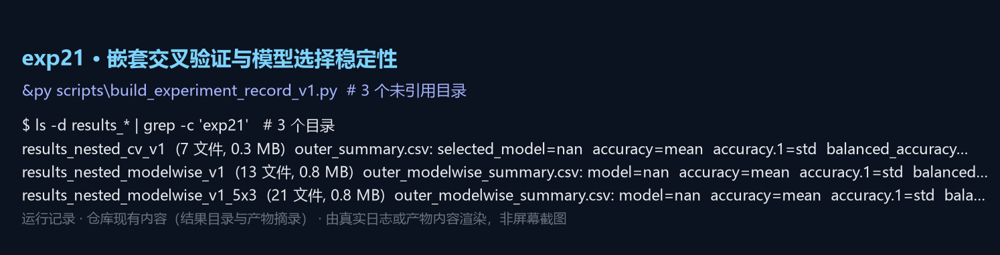 exp21 • 嵌套交叉验证与模型选择稳定性
&py scripts\build_experiment_record_v1.py  # 3 个未引用目录
$ ls -d results_* | grep -c 'exp21'   # 3 个目录
results_nested_cv_v1  (7 文件, 0.3 MB)  outer_summary.csv: selected_model=nan  accuracy=mean  accuracy.1=std  balanced_accuracy…
results_nested_modelwise_v1  (13 文件, 0.8 MB)  outer_modelwise_summary.csv: model=nan  accuracy=mean  accuracy.1=std  balanced…
results_nested_modelwise_v1_5x3  (21 文件, 0.8 MB)  outer_modelwise_summary.csv: model=nan  accuracy=mean  accuracy.1=std  bala…
运行记录 · 仓库现有内容（结果目录与产物摘录） · 由真实日志或产物内容渲染，非屏幕截图